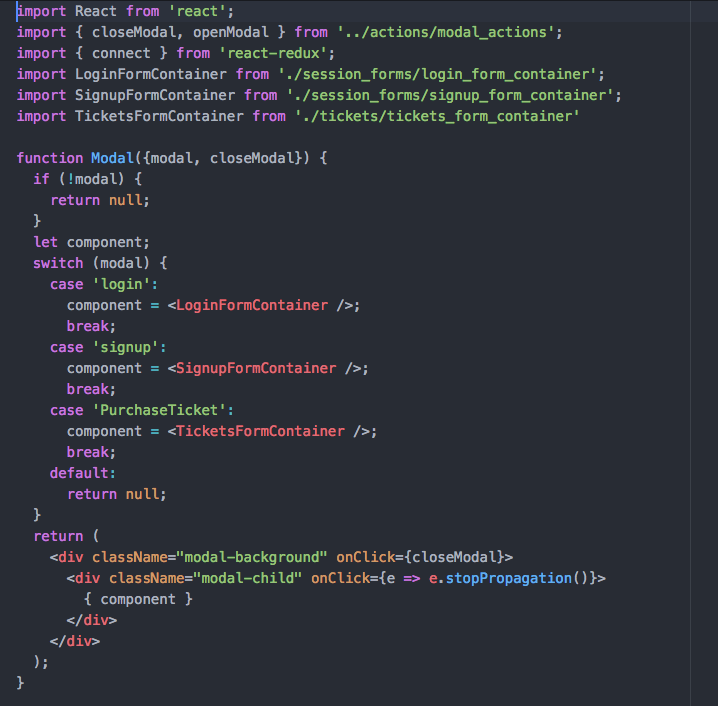 import React from 'react';
import { closeModal, openModal } from '../actions/modal_actions';
import { connect } from 'react-redux';
import LoginFormContainer from './session_forms/login_form_container';
import SignupFormContainer from './session_forms/signup_form_container';
import TicketsFormContainer from './tickets/tickets_form_container'

function Modal({modal, closeModal}) {
  if (!modal) {
    return null;
  }
  let component;
  switch (modal) {
    case 'login':
      component = <LoginFormContainer />;
      break;
    case 'signup':
      component = <SignupFormContainer />;
      break;
    case 'PurchaseTicket':
      component = <TicketsFormContainer />;
      break;
    default:
      return null;
  }
  return (
    <div className="modal-background" onClick={closeModal}>
      <div className="modal-child" onClick={e => e.stopPropagation()}>
        { component }
      </div>
    </div>
  );
}